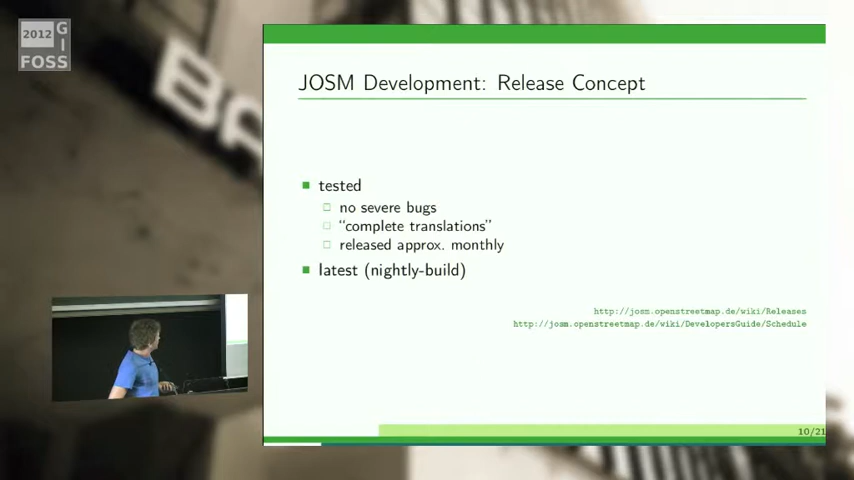 2012
G
I
FOSS
BA
JOSM Development: Release Concept
tested
no severe bugs
“complete translations”
released approx. monthly
latest (nightly-build)
http://josm.openstreetmap.de/wiki/Releases
http://josm.openstreetmap.de/wiki/DevelopersGuide/Schedule
10/21